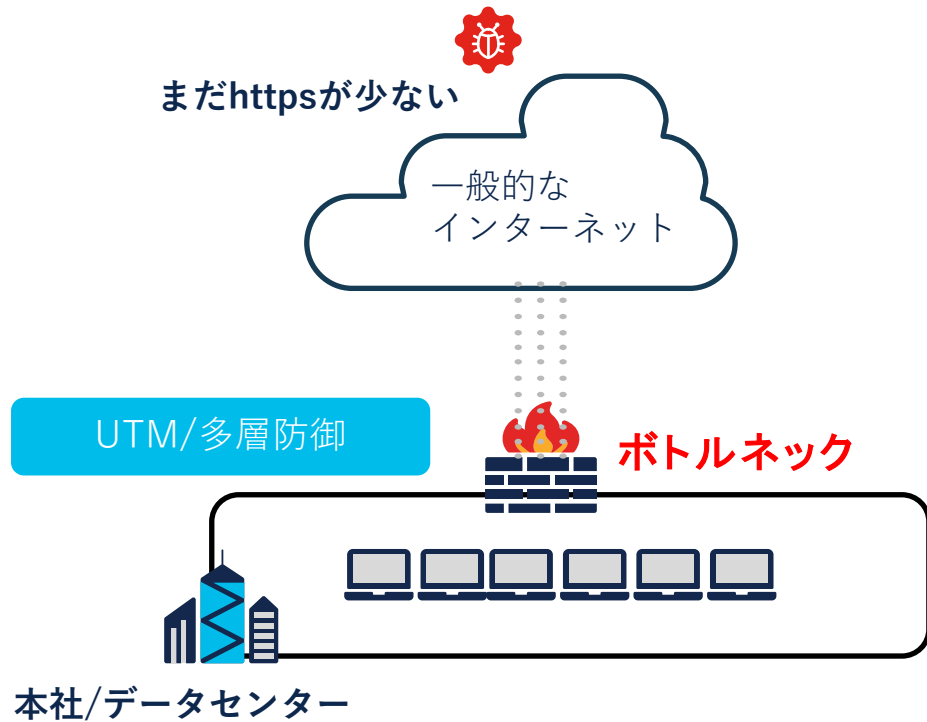 まだhttpsが少ない
一般的な
インターネット
UTM/多層防御
ボトルネック
本社/データセンター